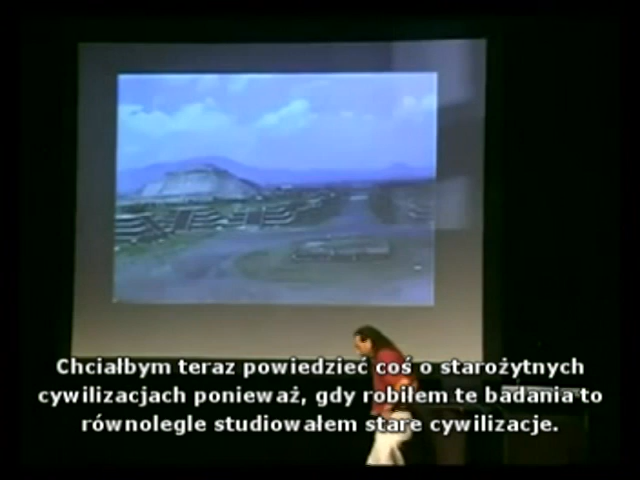 Chciałbym teraz powiedzieć coś o starożytnych
cywilizacjach ponieważ, gdy robiłem te badania to
równolegle studiowałem stare cywilizacje.